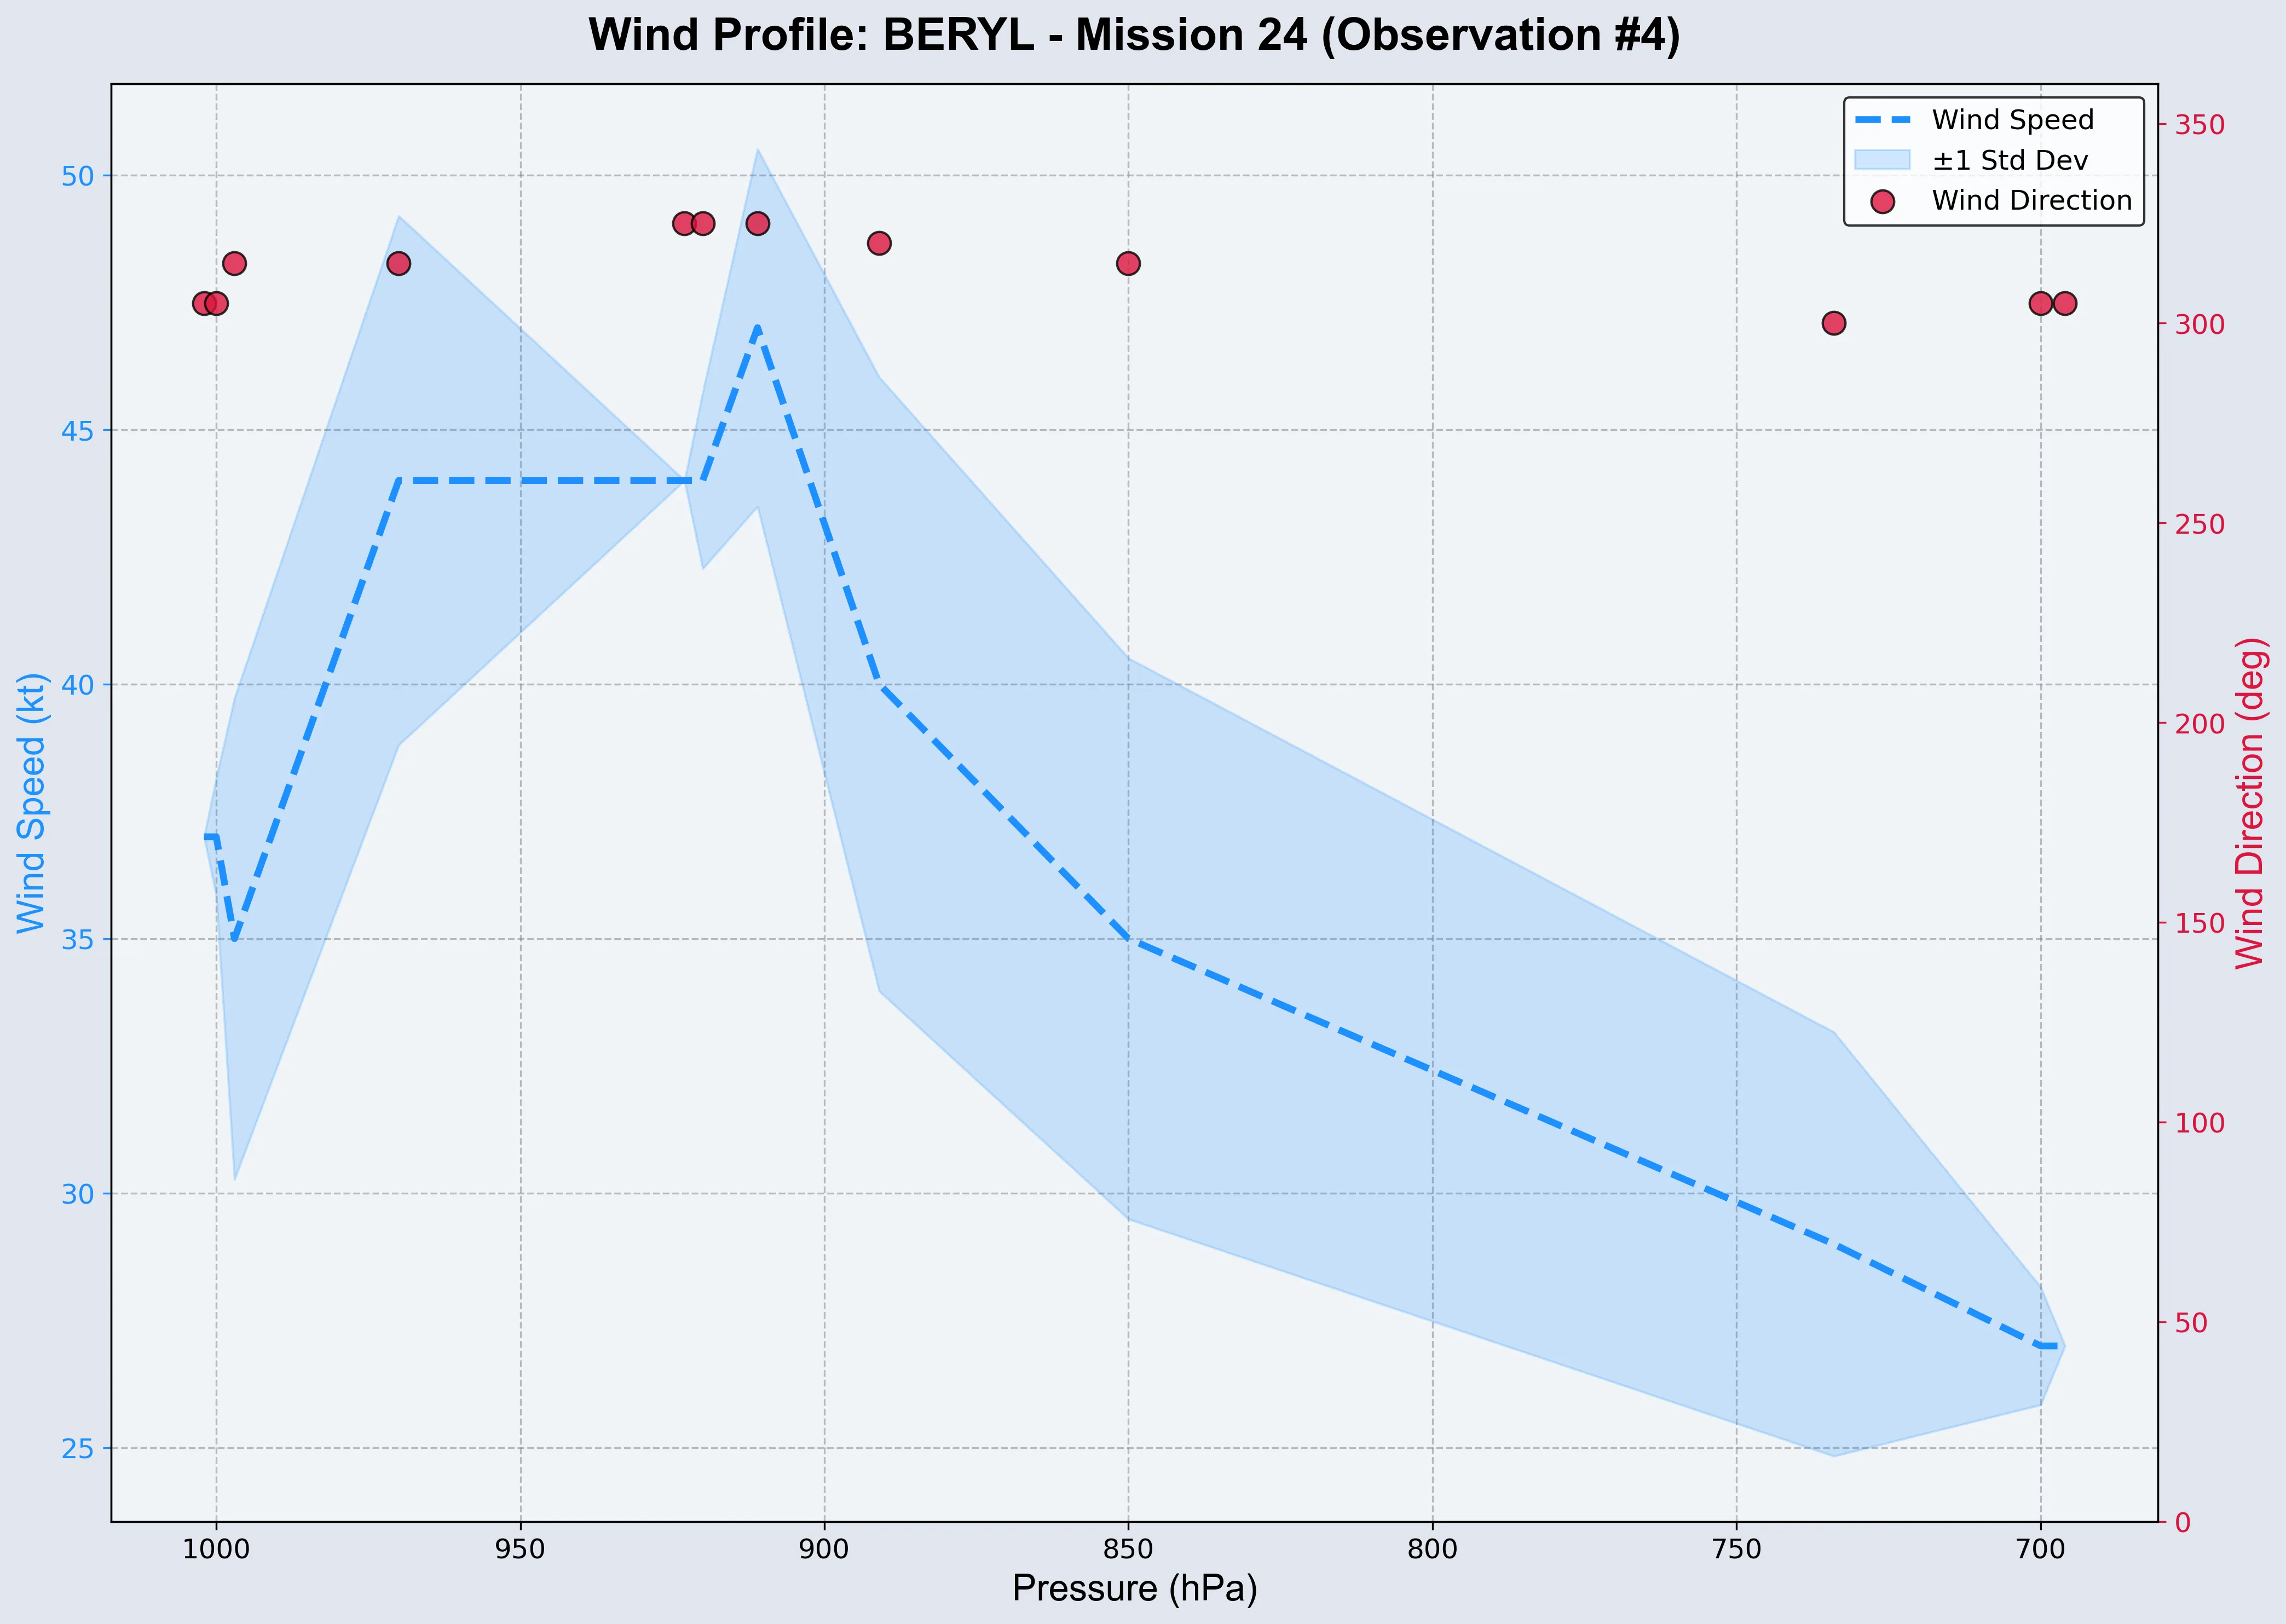 Wind Profile: BERYL - Mission 24 (Observation #4)
Wind Speed
±1 Std Dev
Wind Direction
50
45
40
35
30
25
Wind Speed (kt)
350
300
250
200
150
100
50
0
Wind Direction (deg)
1000 950 900 850 800 750 700
Pressure (hPa)